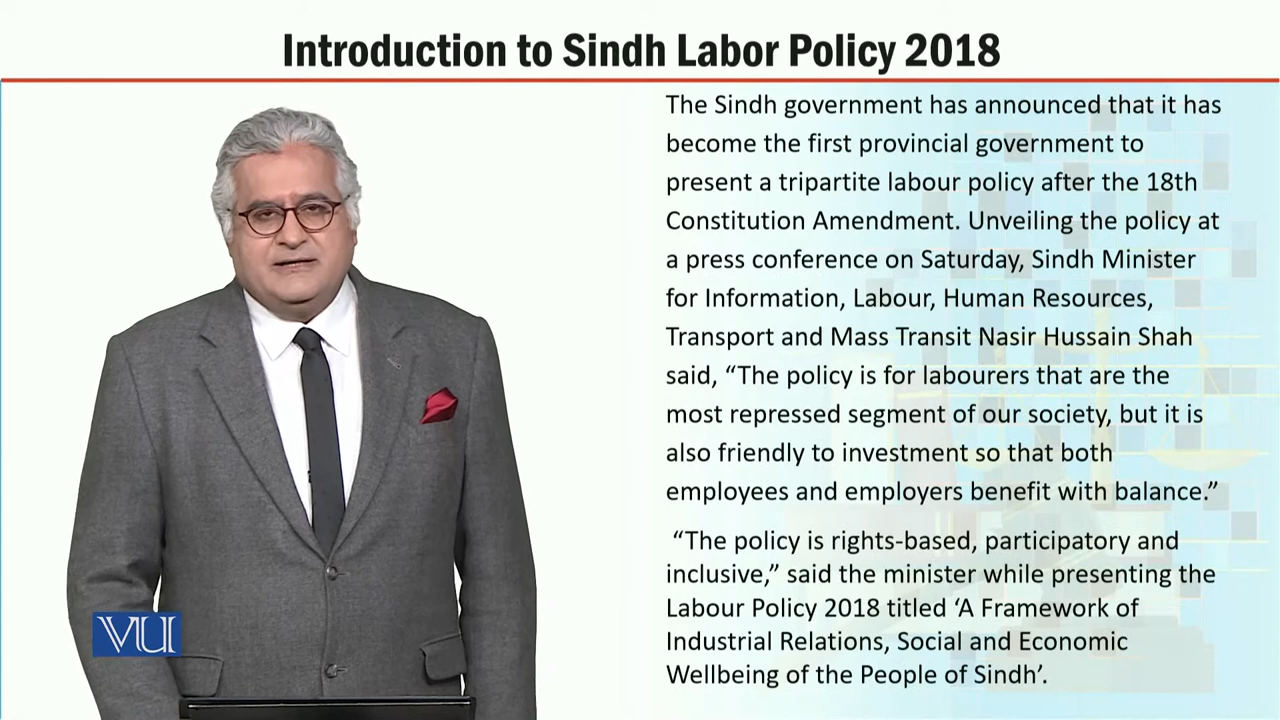 Introduction to Sindh Labor Policy 2018
The Sindh government has announced that it has
become the first provincial government to
present a tripartite labour policy after the 18th
Constitution Amendment. Unveiling the policy at
a press conference on Saturday, Sindh Minister
for Information, Labour, Human Resources,
Transport and Mass Transit Nasir Hussain Shah
said, “The policy is for labourers that are the
most repressed segment of our society, but it is
also friendly to investment so that both
employees and employers benefit with balance.”
“The policy is rights-based, participatory and
inclusive,” said the minister while presenting the
Labour Policy 2018 titled ‘A Framework of
Industrial Relations, Social and Economic
Wellbeing of the People of Sindh’.
VU